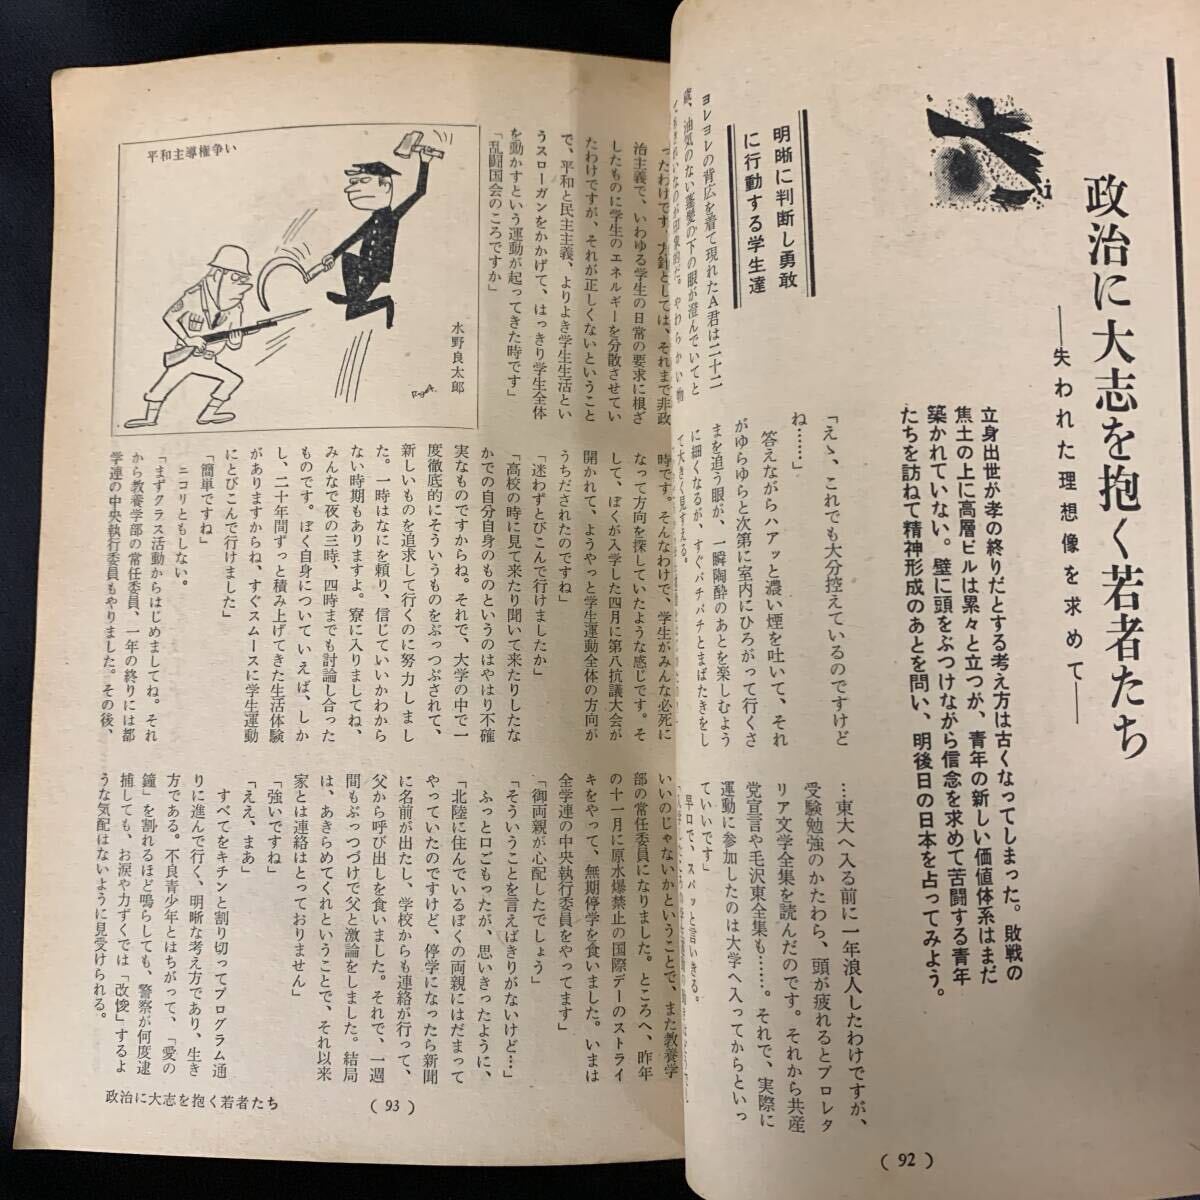 政治に大志を抱く若者たち
―失われた理想像を求めて―
立身出世が孝の終りだとする考え方は古くなってしまった。敗戦の
焦土の上に高層ビルは累々と立つが、青年の新しい価値体系はまだ
築かれていない。壁に頭をぶつけながら信念を求めて苦闘する青年
たちを訪ねて精神形成のあとを問い、明後日の日本を占ってみよう。
明晰に判断し勇敢
に行動する学生達
ヨレヨレの背広を着て現れたA君は二十二
歳、油気のない蓬髪の下の眼が澄んでいてと
「えゝ、これでも大分控えているのですけど
ね……」
答えながらハアッと濃い煙を吐いて、それ
がゆらゆらと次第に室内にひろがって行くさ
まを追う眼が、一瞬陶酔のあとを楽しむよう
に細くなるが、すぐパチパチとまばたきをし
て大きく見すえる。
…東大へ入る前に一年浪人したわけですが、
受験勉強のかたわら、頭が疲れるとプロレタ
リア文学全集を読んだのです。それから共産
党宣言や毛沢東全集も……。それで、実際に
運動に参加したのは大学へ入ってからといっ
ていいです」
早口で、スパッと言いきる。
( 92 )
ったわけです。方針としては、それまで非政
治主義で、いわゆる学生の日常の要求に根ざ
したものに学生のエネルギーを分散させてい
たわけですが、それが正しくないということ
で、平和と民主主義、よりよき学生生活とい
うスローガンをかかげて、はっきり学生全体
を動かすという運動が起ってきた時です」
「乱闘国会のころですか」
平和主導権争い
水野良太郎
時です。そんなわけで、学生がみんな必死に
なって方向を探していたような感じです。そ
して、ぼくが入学した四月に第八抗議大会が
開かれて、ようやっと学生運動全体の方向が
うちだされたのですね」
「迷わずとびこんで行けましたか」
「高校の時に見て来たり聞いて来たりしたな
かでの自分自身のものというのはやはり不確
実なものですからね。それで、大学の中で一
度徹底的にそういうものをぶっつぶされて、
新しいものを追求して行くのに努力しまし
た。一時はなにを頼り、信じていいかわから
ない時期もありますよ。寮に入りましてね、
みんなで夜の三時、四時までも討論し合った
ものです。ぼく自身についていえば、しか
し、二十年間ずっと積み上げてきた生活体験
がありますからね、すぐスムースに学生運動
にとびこんで行けました」
「簡単ですね」
ニコリともしない。
「まずクラス活動からはじめましてね。それ
から教養学部の常任委員、一年の終りには都
学連の中央執行委員もやりました。その後、
いいのじゃないかということで、また教養学
部の常任委員になりました。ところへ、昨年
の十一月に原水爆禁止の国際デーのストライ
キをやって、無期停学を食いました。いまは
全学連の中央執行委員をやってます」
「御両親が心配したでしょう」
「そういうことを言えばきりがないけど…」
ふっと口ごもったが、思いきったように、
「北陸に住んでいるぼくの両親にはだまって
やっていたのですけど、停学になったら新聞
に名前が出たし、学校からも連絡が行って、
父から呼び出しを食いました。それで、一週
間もぶっつづけで父と激論をしました。結局
は、あきらめてくれということで、それ以来
家とは連絡はとっておりません」
「強いですね」
「ええ、まあ」
すべてをキチンと割り切ってプログラム通
りに進んで行く、明晰な考え方であり、生き
方である。不良青少年とはちがって、「愛の
鐘」を割れるほど鳴らしても、警察が何度逮
捕しても、お涙や力ずくでは「改悛」するよ
うな気配はないように見受けられる。
政治に大志を抱く若者たち
( 93 )